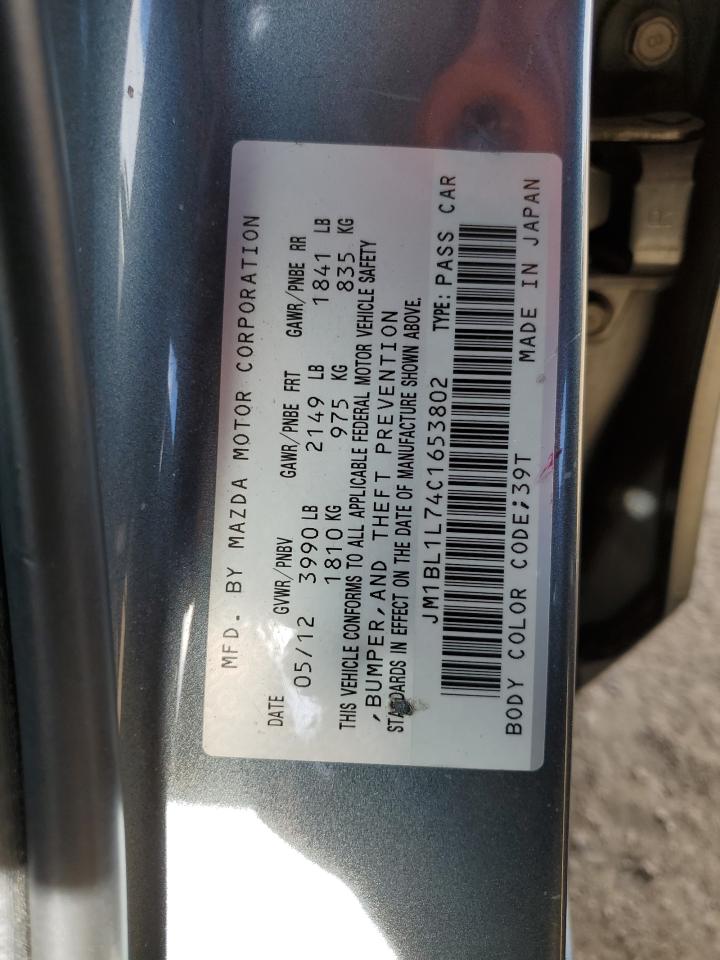 MFD. BY MAZDA MOTOR CORPORATION
DATE GVWR/PNBV GAWR/PNBE FRT GAWR/PNBE RR
05/12 3990 LB 2149 LB 1841 LB
1810 KG 975 KG 835 KG
THIS VEHICLE CONFORMS TO ALL APPLICABLE FEDERAL MOTOR VEHICLE SAFETY
,BUMPER,AND THEFT PREVENTION
STANDARDS IN EFFECT ON THE DATE OF MANUFACTURE SHOWN ABOVE.
JM1BL1L74C1653802 TYPE: PASS CAR
BODY COLOR CODE;39T MADE IN JAPAN
8